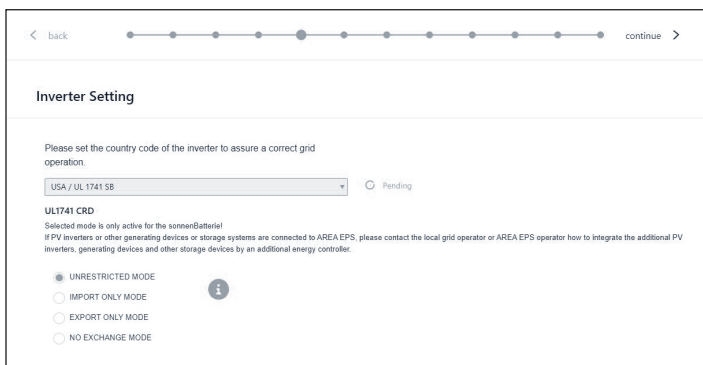 back
continue
Inverter Setting
Please set the country code of the inverter to assure a correct grid
operation.
USA / UL 1741 SB
Pending
UL1741 CRD
Selected mode is only active for the sonnenBatterie!
If PV inverters or other generating devices or storage systems are connected to AREA EPS, please contact the local grid operator or AREA EPS operator how to integrate the additional PV
inverters, generating devices and other storage devices by an additional energy controller.
UNRESTRICTED MODE
i
IMPORT ONLY MODE
EXPORT ONLY MODE
NO EXCHANGE MODE